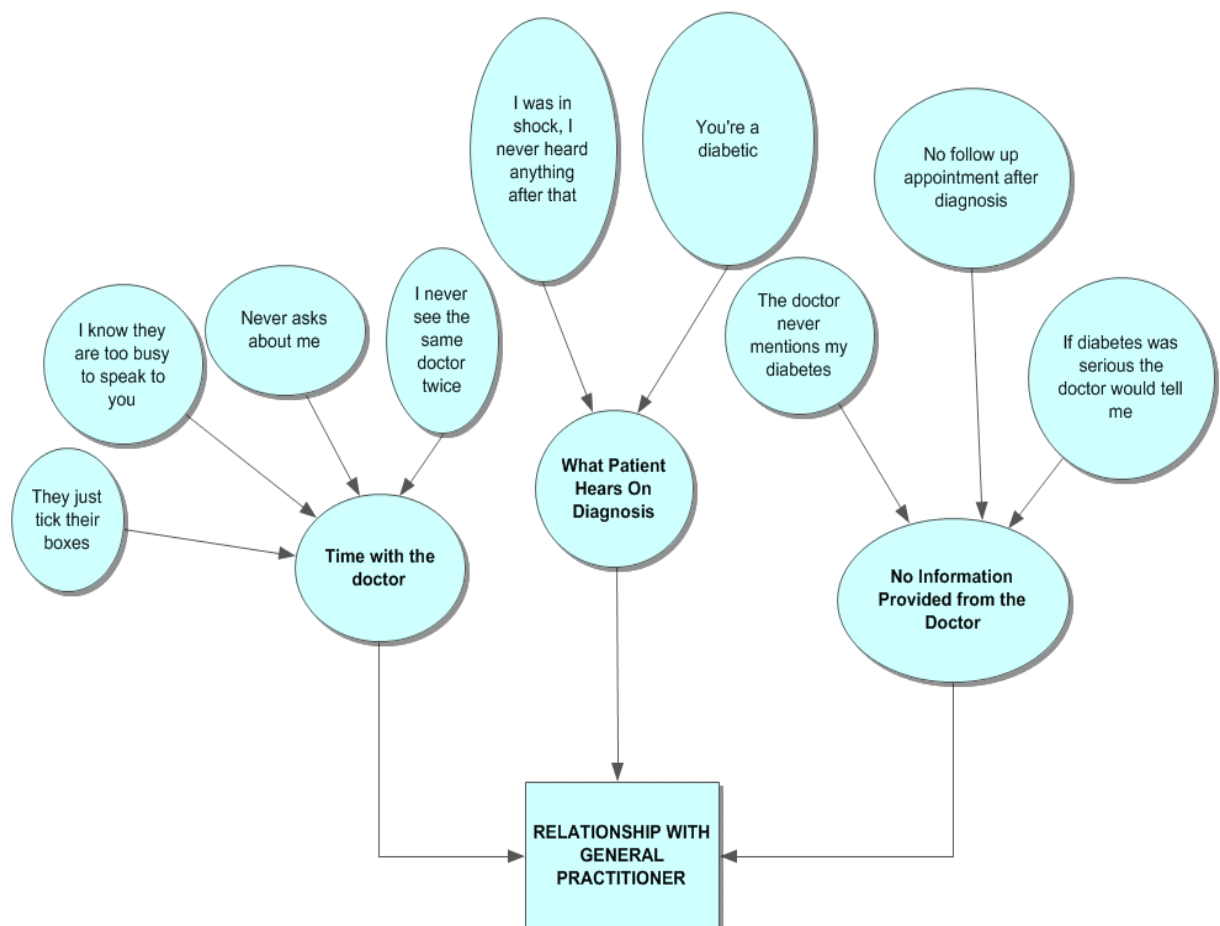 I was in
shock, I
never heard
anything
after that
You're a
diabetic
No follow up
appointment after
diagnosis
I know they
are too busy
to speak to
you
Never asks
about me
I never
see the
same
doctor
twice
The doctor
never
mentions my
diabetes
If diabetes was
serious the
doctor would tell
me
They just
tick their
boxes
Time with the
doctor
What Patient
Hears On
Diagnosis
No Information
Provided from the
Doctor
RELATIONSHIP WITH
GENERAL
PRACTITIONER